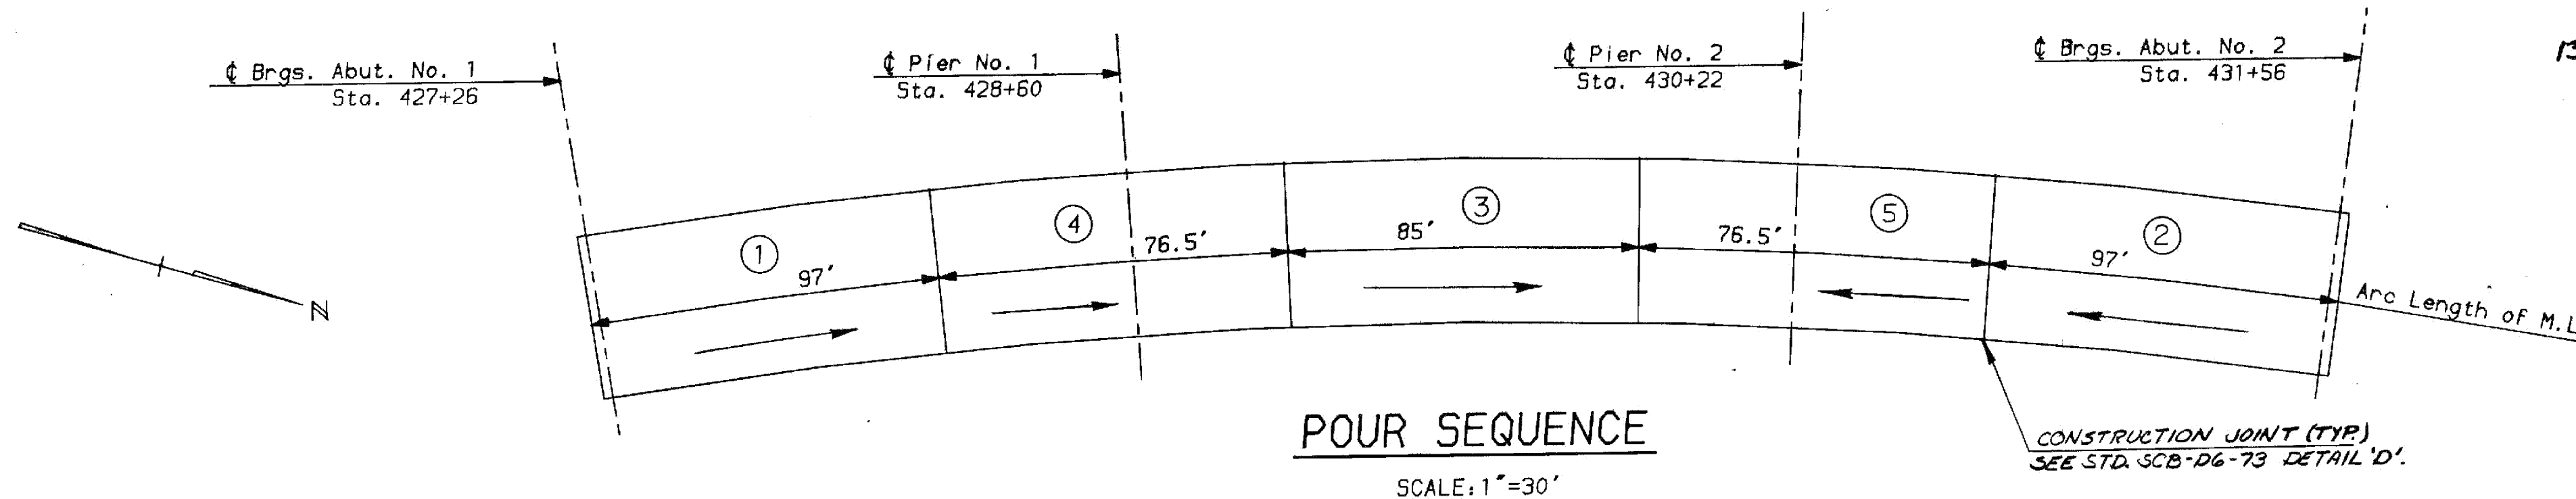 ℄ Brgs. Abut. No. 1
Sta. 427+26
℄ Pier No. 1
Sta. 428+60
℄ Pier No. 2
Sta. 430+22
℄ Brgs. Abut. No. 2
Sta. 431+56
13
N
1
97'
4
76.5'
3
85'
76.5'
5
2
97'
Arc Length of M.L
POUR SEQUENCE
SCALE: 1"=30'
CONSTRUCTION JOINT (TYP.)
SEE STD. SCB-D6-73 DETAIL 'D'.